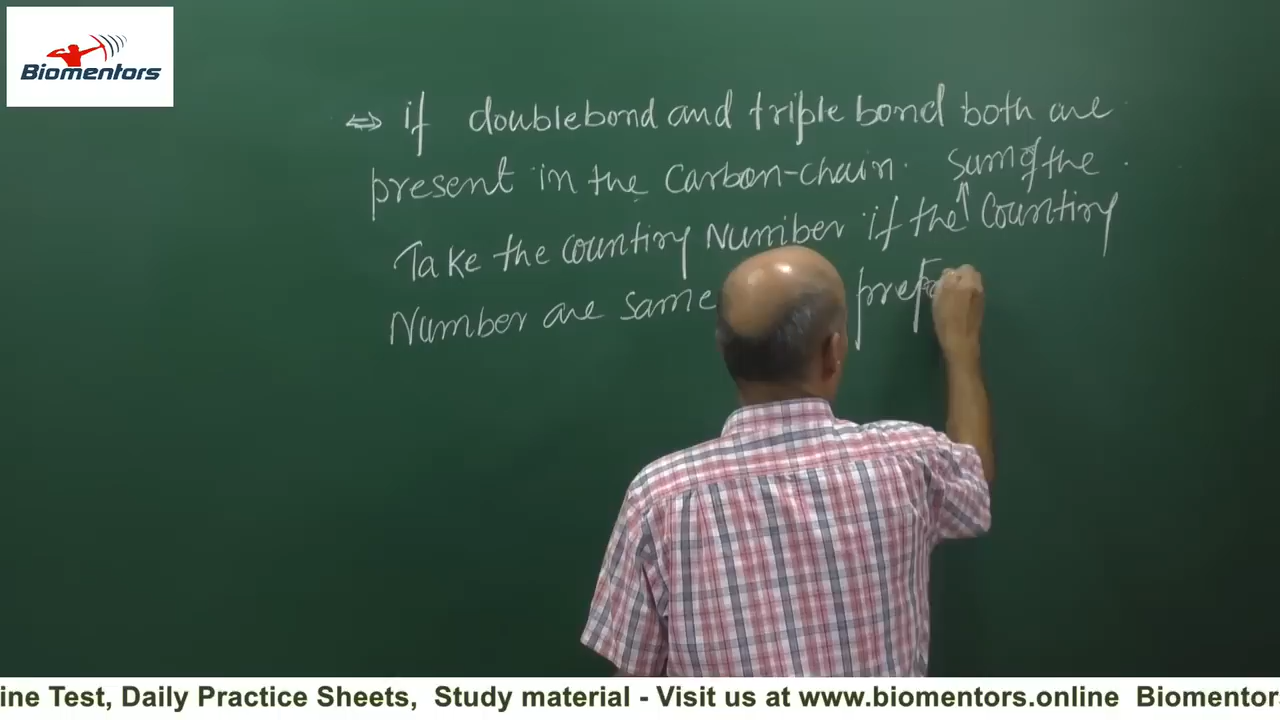 Biomentors
⇔ if doublebond and triple bond both are
present in the Carbon-chain. Sum of the
Take the counting Number if the ↑ Counting
Number are same
ine Test, Daily Practice Sheets, Study material - Visit us at www.biomentors.online Biomentor